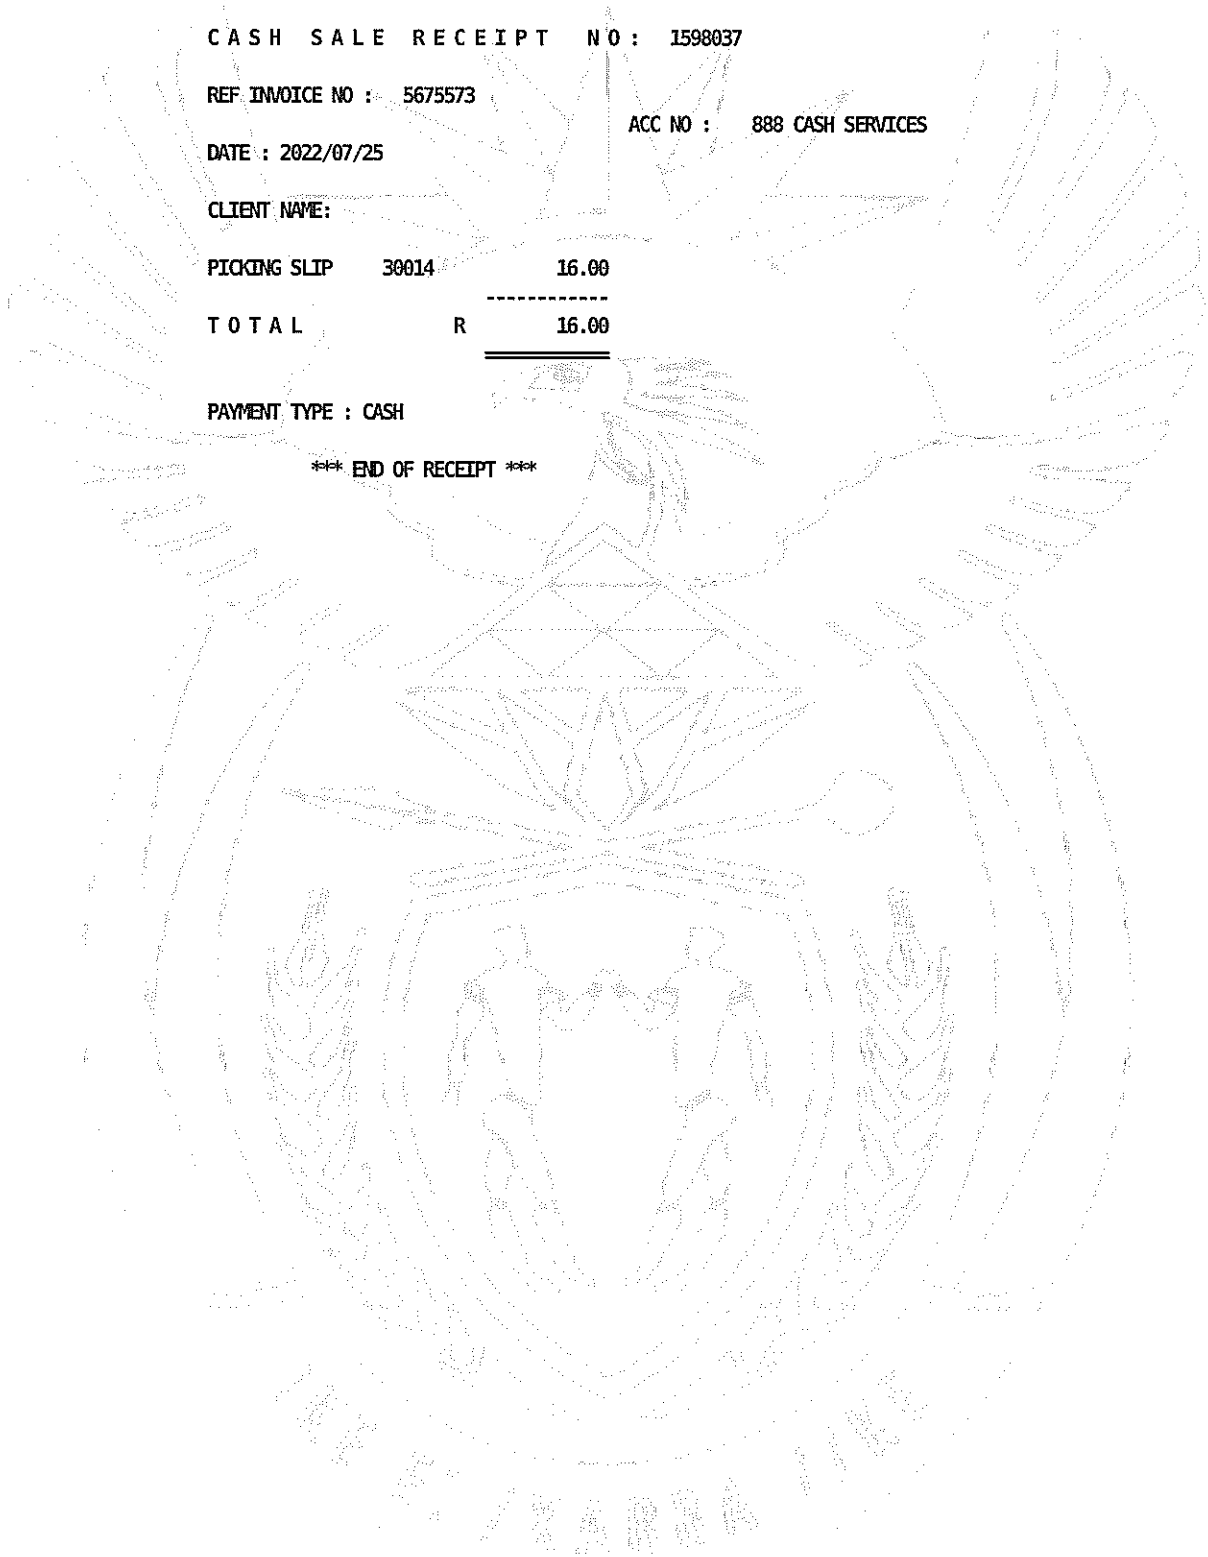 CASH SALE RECEIPT NO: 1598037
REF INVOICE NO : 5675573
ACC NO : 888 CASH SERVICES
DATE : 2022/07/25
CLIENT NAME:
PICKING SLIP 30014 16.00
------------
TOTAL R 16.00
PAYMENT TYPE : CASH
*** END OF RECEIPT ***